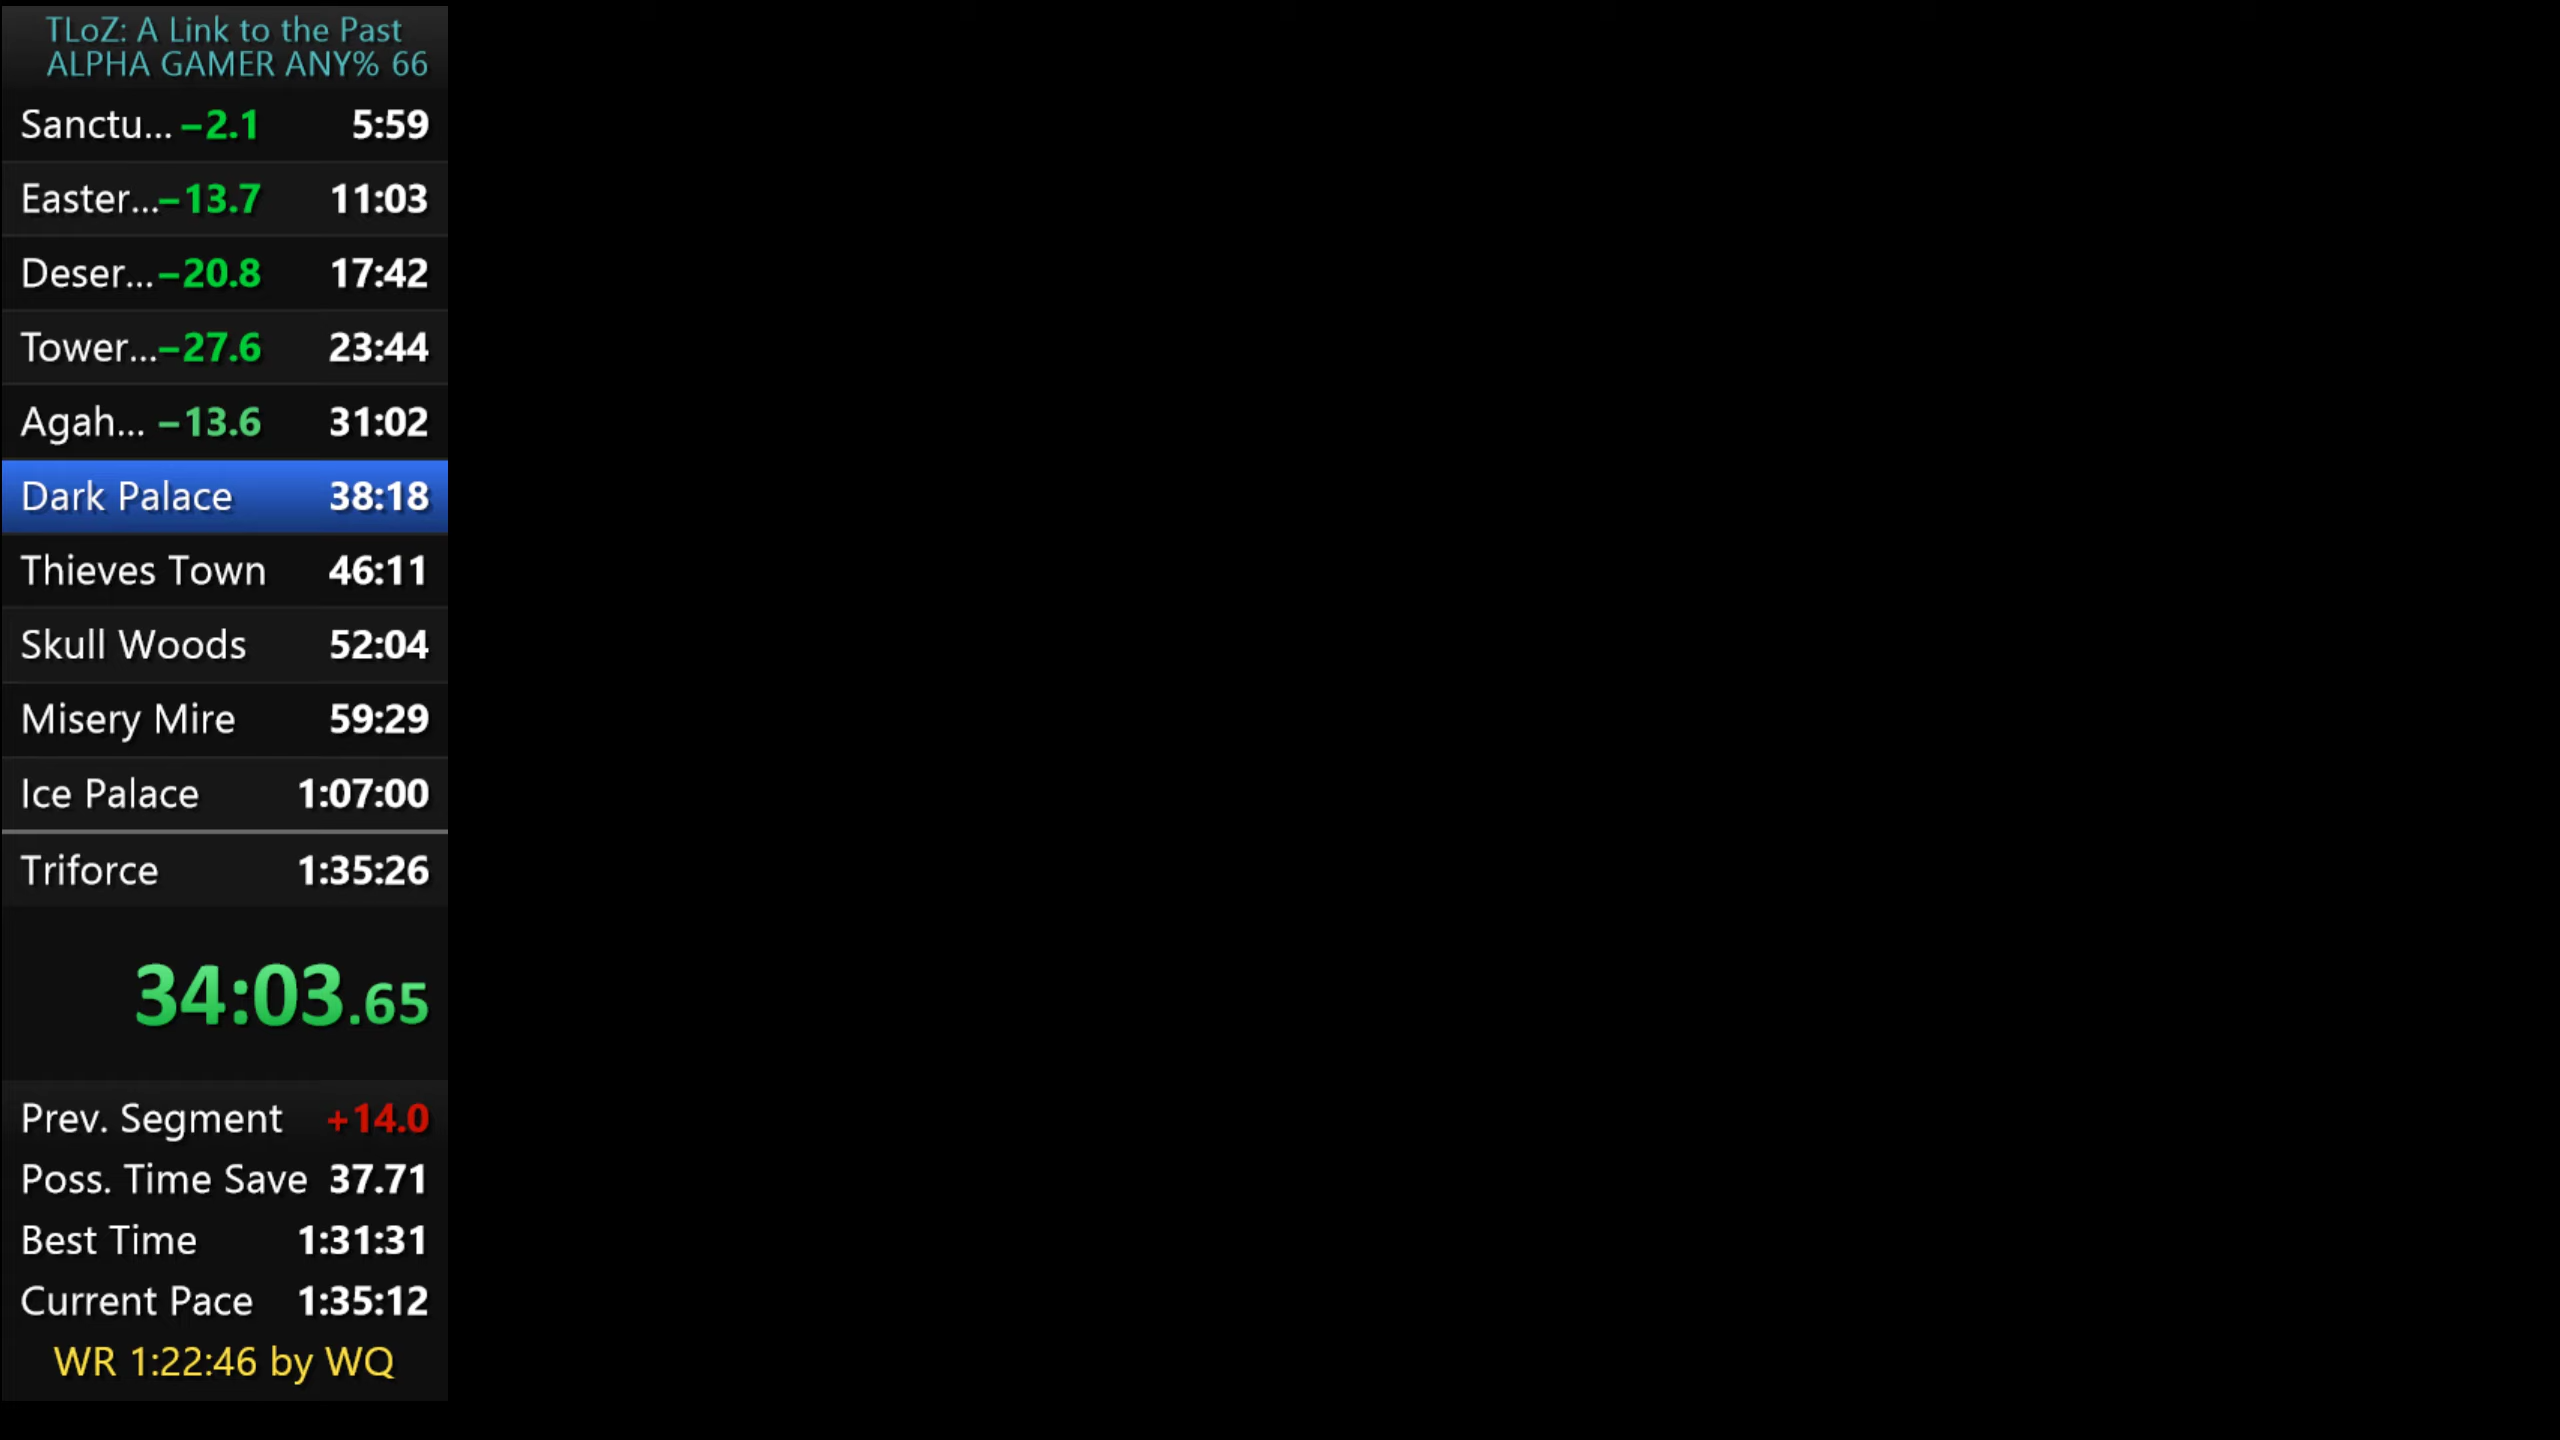 TLoZ: A Link to the Past
ALPHA GAMER ANY% 66
Sanctu... −2.1 5:59
Easter... −13.7 11:03
Deser... −20.8 17:42
Tower... −27.6 23:44
Agah... −13.6 31:02
Dark Palace 38:18
Thieves Town 46:11
Skull Woods 52:04
Misery Mire 59:29
Ice Palace 1:07:00
Triforce 1:35:26
34:03.65
Prev. Segment +14.0
Poss. Time Save 37.71
Best Time 1:31:31
Current Pace 1:35:12
WR 1:22:46 by WQ